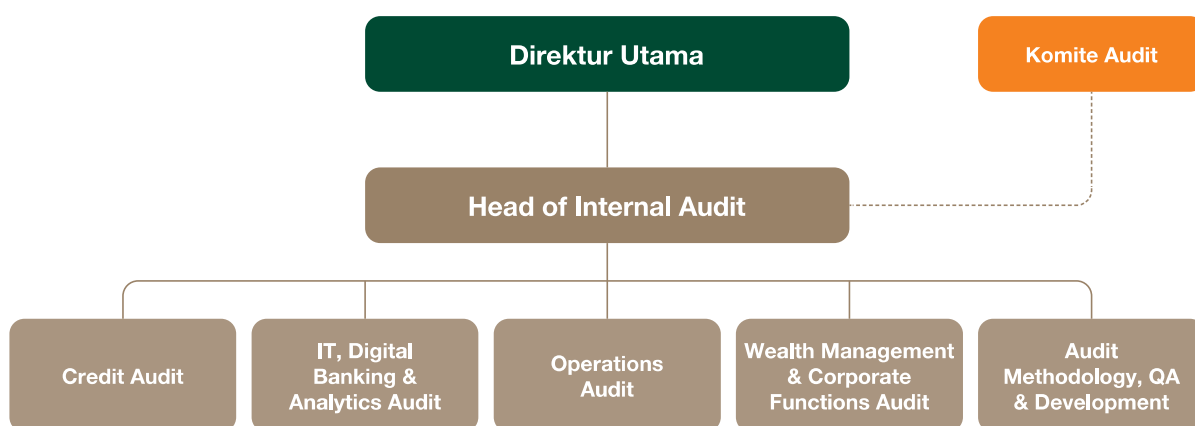 Direktur Utama
Komite Audit
Head of Internal Audit
Credit Audit
IT, Digital
Banking &
Analytics Audit
Operations
Audit
Wealth Management
& Corporate
Functions Audit
Audit
Methodology, QA
& Development